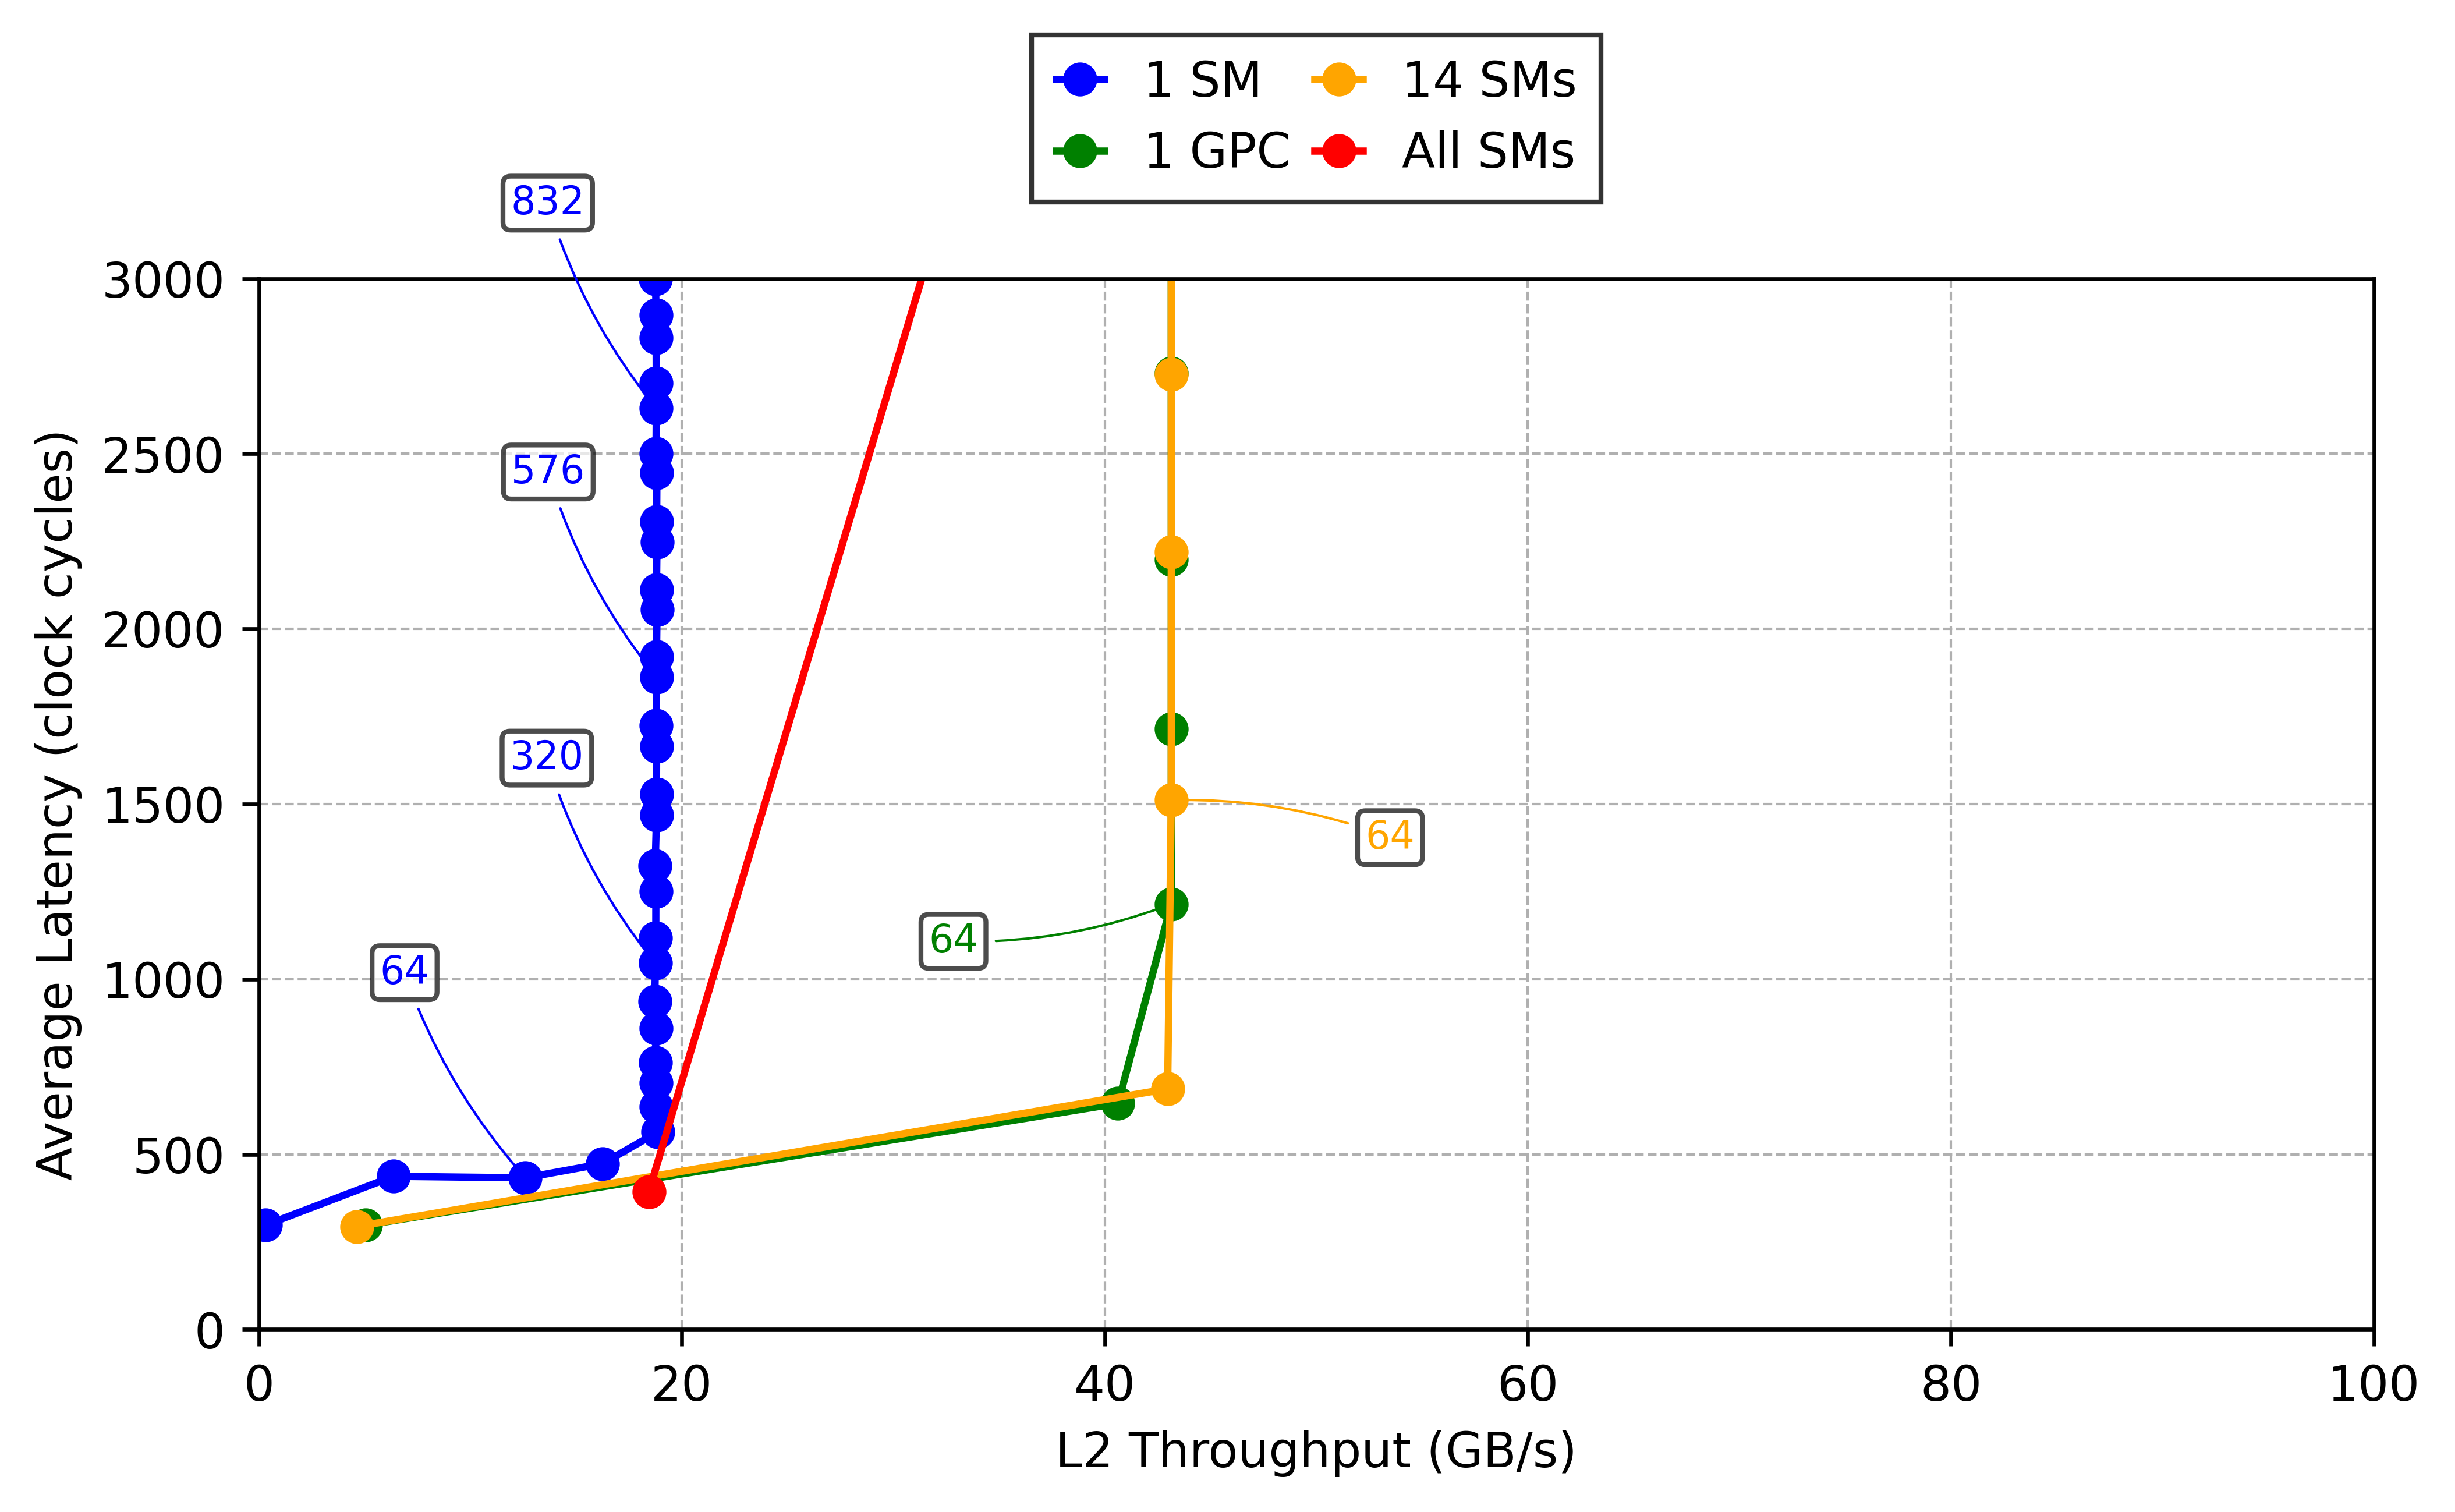 1 SM
14 SMs
1 GPC
All SMs
832
3000
576
2500
2000
320
1500
64
64
64
1000
500
0
Average Latency (clock cycles)
0 20 40 60 80 100
L2 Throughput (GB/s)